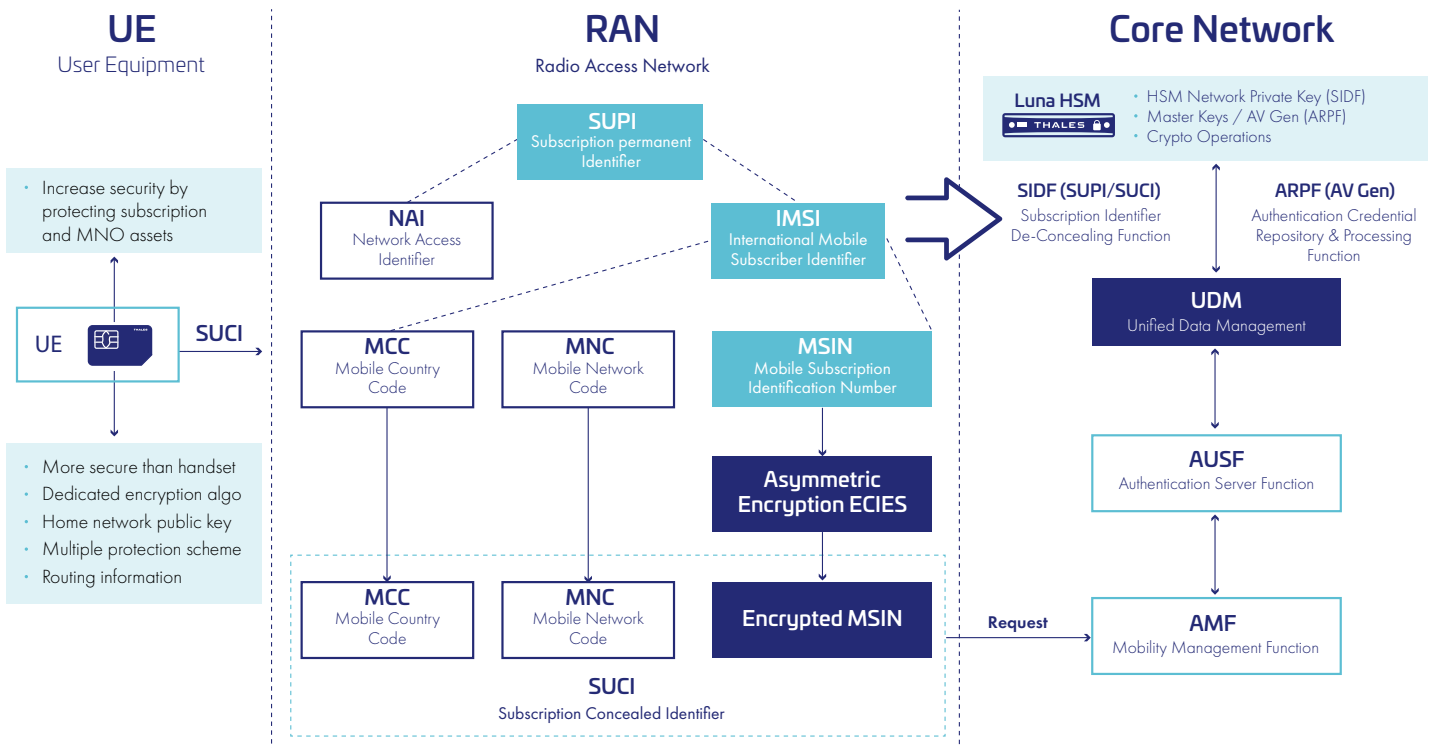 UE
User Equipment
• Increase security by
protecting subscription
and MNO assets
UE
THALES
SUCI
• More secure than handset
• Dedicated encryption algo
• Home network public key
• Multiple protection scheme
• Routing information
RAN
Radio Access Network
SUPI
Subscription permanent
Identifier
NAI
Network Access
Identifier
IMSI
International Mobile
Subscriber Identifier
MCC
Mobile Country
Code
MNC
Mobile Network
Code
MSIN
Mobile Subscription
Identification Number
Asymmetric
Encryption ECIES
MCC
Mobile Country
Code
MNC
Mobile Network
Code
Encrypted MSIN
SUCI
Subscription Concealed Identifier
Request
Core Network
Luna HSM
THALES
• HSM Network Private Key (SIDF)
• Master Keys / AV Gen (ARPF)
• Crypto Operations
SIDF (SUPI/SUCI)
Subscription Identifier
De-Concealing Function
ARPF (AV Gen)
Authentication Credential
Repository & Processing
Function
UDM
Unified Data Management
AUSF
Authentication Server Function
AMF
Mobility Management Function